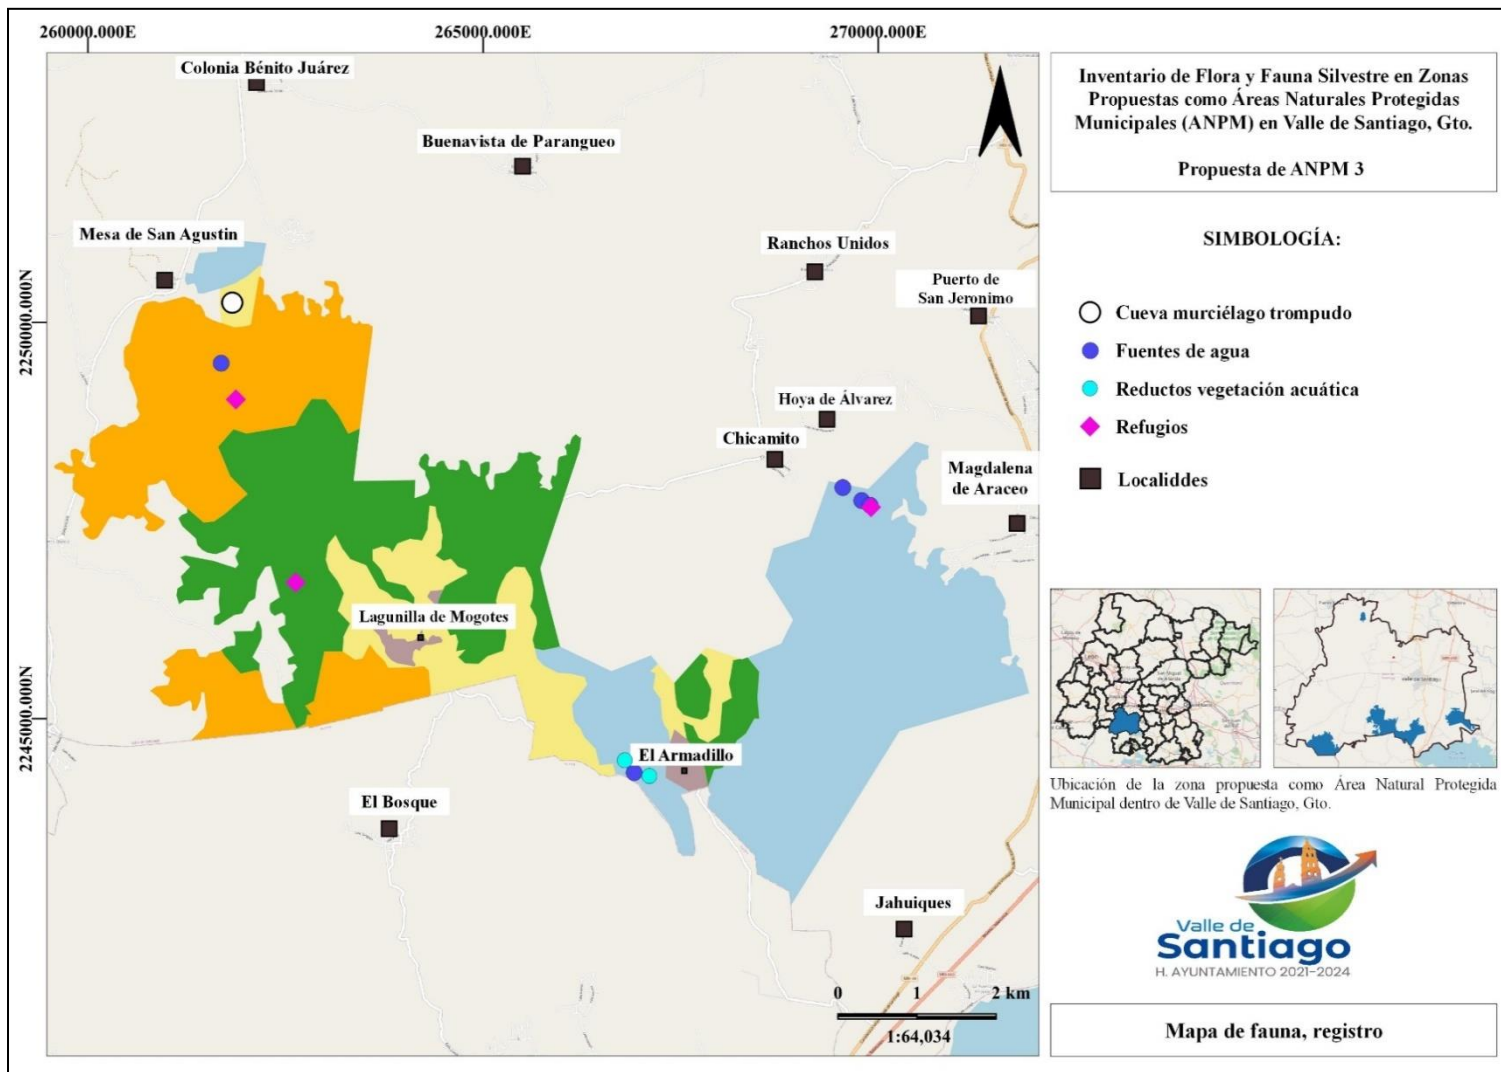 260000.000E
265000.000E
270000.000E
2250000.000N
2245000.000N
Colonia Bénito Juárez
Buenavista de Parangueo
Mesa de San Agustin
Ranchos Unidos
Puerto de
San Jeronimo
Hoya de Álvarez
Chicamito
Magdalena
de Araceo
Lagunilla de Mogotes
El Armadillo
El Bosque
Jahuiques
0 1 2 km
1:64,034
Inventario de Flora y Fauna Silvestre en Zonas
Propuestas como Áreas Naturales Protegidas
Municipales (ANPM) en Valle de Santiago, Gto.
Propuesta de ANPM 3
SIMBOLOGÍA:
Cueva murciélago trompudo
Fuentes de agua
Reductos vegetación acuática
Refugios
Localiddes
Ubicación de la zona propuesta como Área Natural Protegida
Municipal dentro de Valle de Santiago, Gto.
Valle de
Santiago
H. AYUNTAMIENTO 2021-2024
Mapa de fauna, registro